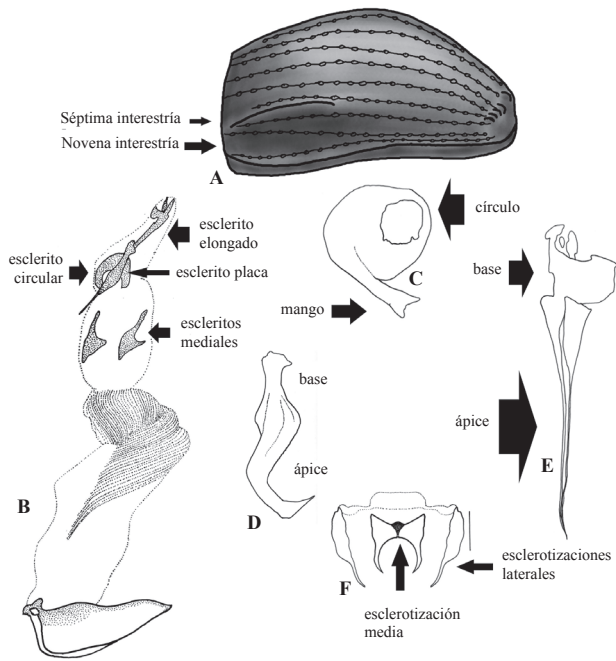 Séptima interestría
Novena interestría
A
esclerito
elongado
esclerito
circular
esclerito placa
escleritos
mediales
B
círculo
C
mango
base
ápice
D
base
ápice
E
F
esclerotizaciones
laterales
esclerotización
media